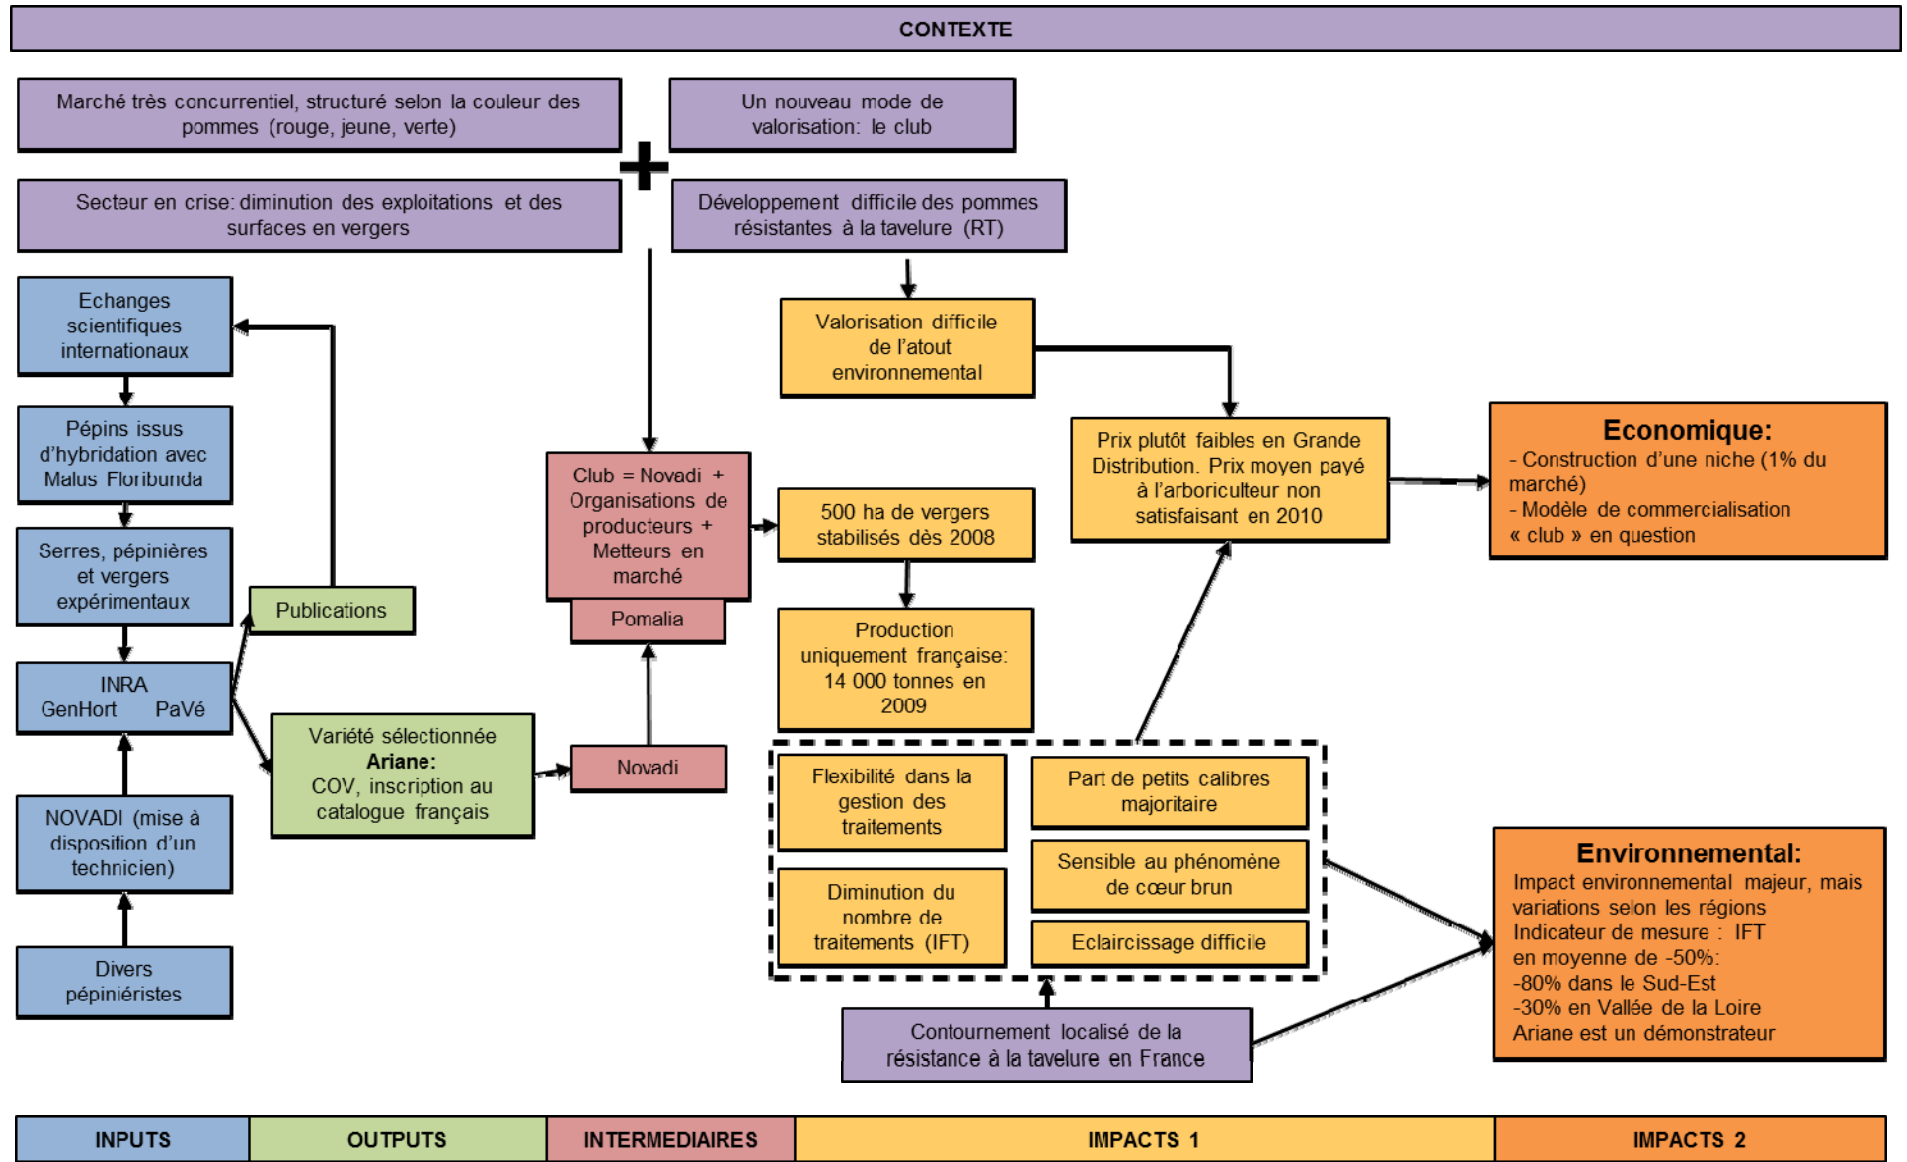 CONTEXTE
Marché très concurrentiel, structuré selon la couleur des
pommes (rouge, jeune, verte)
Un nouveau mode de
valorisation: le club
Secteur en crise: diminution des exploitations et des
surfaces en vergers
Développement difficile des pommes
résistantes à la tavelure (RT)
Echanges
scientifiques
internationaux
Pépins issus
d'hybridation avec
Malus Floribunda
Serres, pépinières
et vergers
expérimentaux
INRA
GenHort PaVé
NOVADI (mise à
disposition d'un
technicien)
Divers
pépiniéristes
Publications
Variété sélectionnée
Ariane:
COV, inscription au
catalogue français
Club = Novadi +
Organisations de
producteurs +
Metteurs en
marché
Pomalia
Novadi
Valorisation difficile
de l'atout
environnemental
500 ha de vergers
stabilisés dès 2008
Production
uniquement française:
14 000 tonnes en
2009
Prix plutôt faibles en Grande
Distribution. Prix moyen payé
à l'arboriculteur non
satisfaisant en 2010
Flexibilité dans la
gestion des
traitements
Diminution du
nombre de
traitements (IFT)
Part de petits calibres
majoritaire
Sensible au phénomène
de cœur brun
Eclaircissage difficile
Contournement localisé de la
résistance à la tavelure en France
Economique:
- Construction d'une niche (1% du
marché)
- Modèle de commercialisation
« club » en question
Environnemental:
Impact environnemental majeur, mais
variations selon les régions
Indicateur de mesure : IFT
en moyenne de -50%:
-80% dans le Sud-Est
-30% en Vallée de la Loire
Ariane est un démonstrateur
INPUTS
OUTPUTS
INTERMEDIAIRES
IMPACTS 1
IMPACTS 2